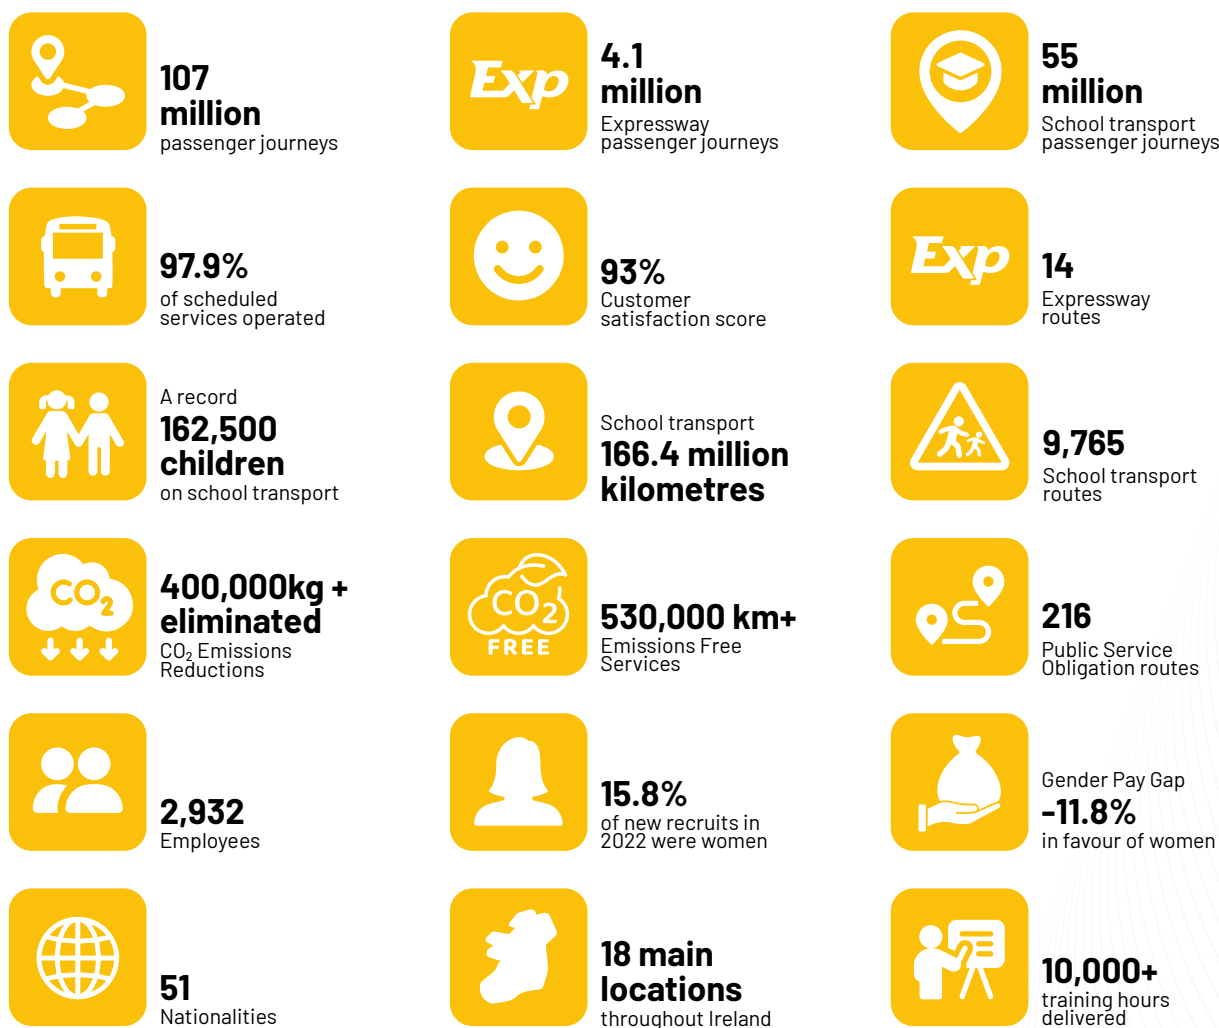 107
million
passenger journeys
Exp
4.1
million
Expressway
passenger journeys
55
million
School transport
passenger journeys
97.9%
of scheduled
services operated
93%
Customer
satisfaction score
Exp
14
Expressway
routes
A record
162,500
children
on school transport
School transport
166.4 million
kilometres
9,765
School transport
routes
CO₂
400,000kg +
eliminated
CO₂ Emissions
Reductions
CO₂
FREE
530,000 km+
Emissions Free
Services
216
Public Service
Obligation routes
2,932
Employees
15.8%
of new recruits in
2022 were women
Gender Pay Gap
-11.8%
in favour of women
51
Nationalities
18 main
locations
throughout Ireland
10,000+
training hours
delivered